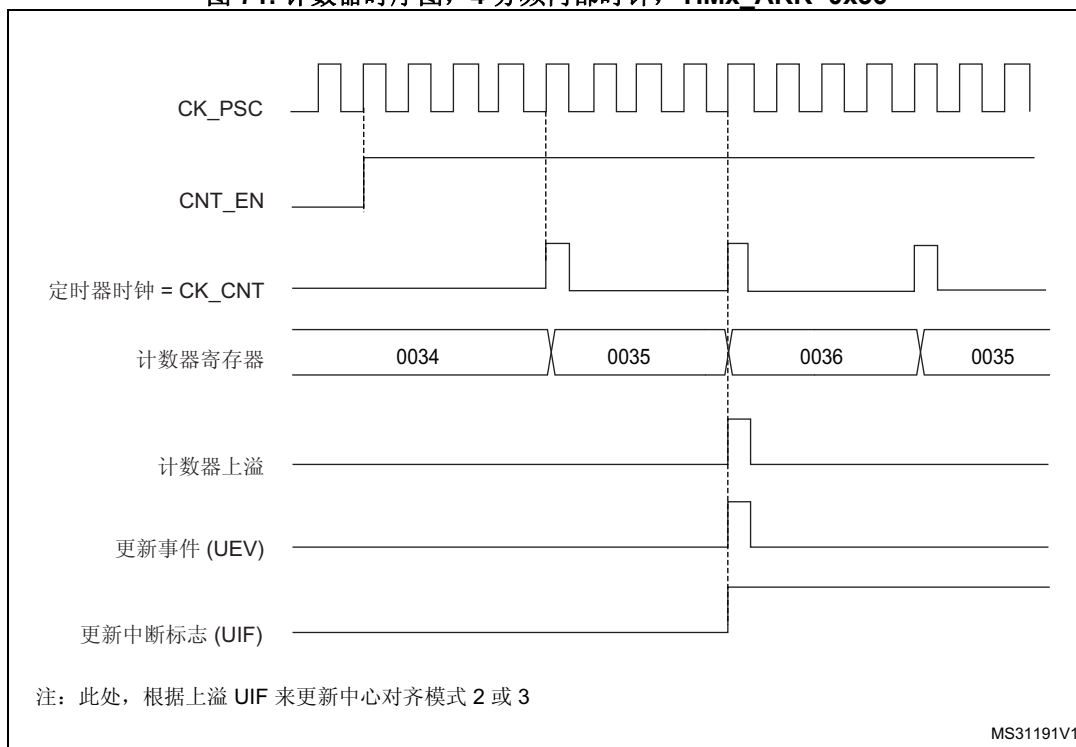 CK_PSC
CNT_EN
定时器时钟 = CK_CNT
计数器寄存器 0034 0035 0036 0035
计数器上溢
更新事件 (UEV)
更新中断标志 (UIF)
注：此处，根据上溢 UIF 来更新中心对齐模式 2 或 3
MS31191V1